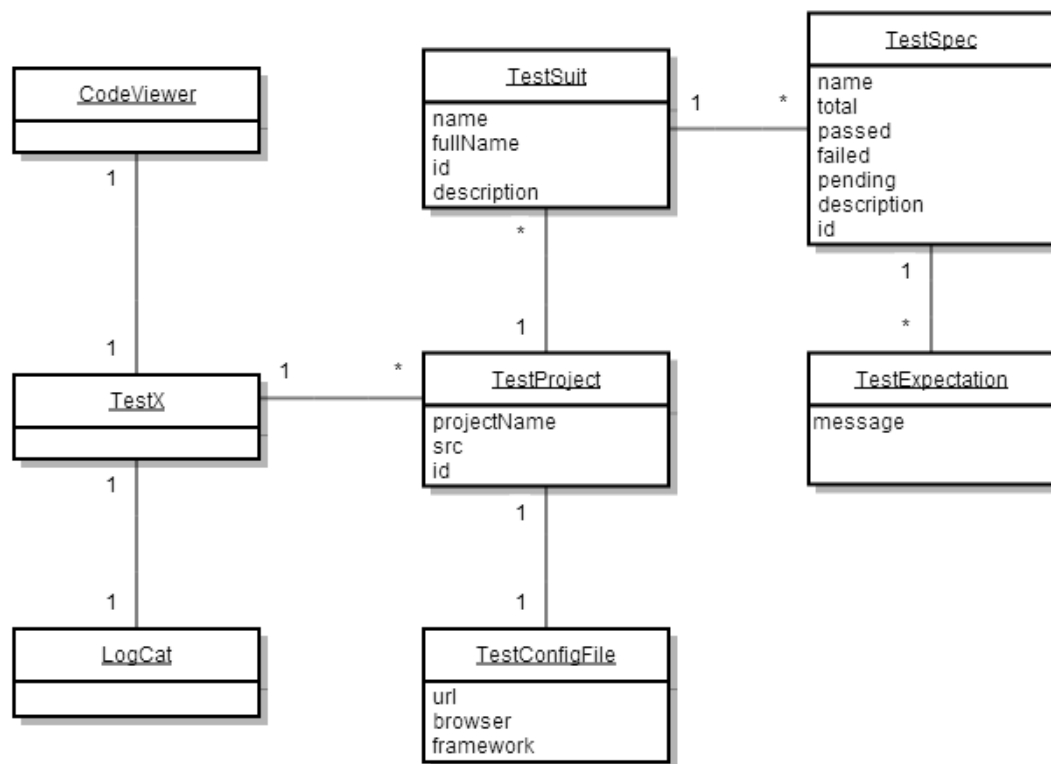 CodeViewer
1
1
TestX
1
1
LogCat
1
*
TestSuit
name
fullName
id
description
*
1
TestProject
projectName
src
id
1
1
TestConfigFile
url
browser
framework
1
*
TestSpec
name
total
passed
failed
pending
description
id
1
*
TestExpectation
message